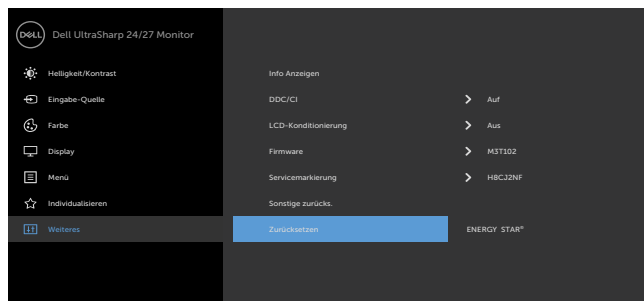 DELL Dell UltraSharp 24/27 Monitor
Helligkeit/Kontrast Info Anzeigen
Eingabe-Quelle DDC/CI Auf
Farbe LCD-Konditionierung Aus
Display Firmware M3T102
Menü Servicemarkierung H8CJ2NF
Individualisieren Sonstige zurücks.
Weiteres Zurücksetzen ENERGY STAR®